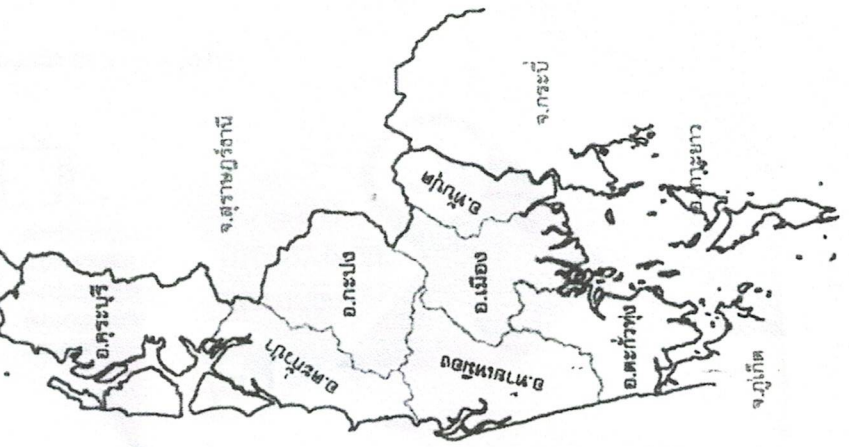 จ.สุราษฎร์ธานี
จ.กระบี่
อ.เกาะยาว
อ.ทับปุด
อ.คุระบุรี
อ.กะปง
อ.เมือง
อ.ตะกั่วป่า
อ.ท้ายเหมือง
อ.ตะกั่วทุ่ง
จ.ภูเก็ต